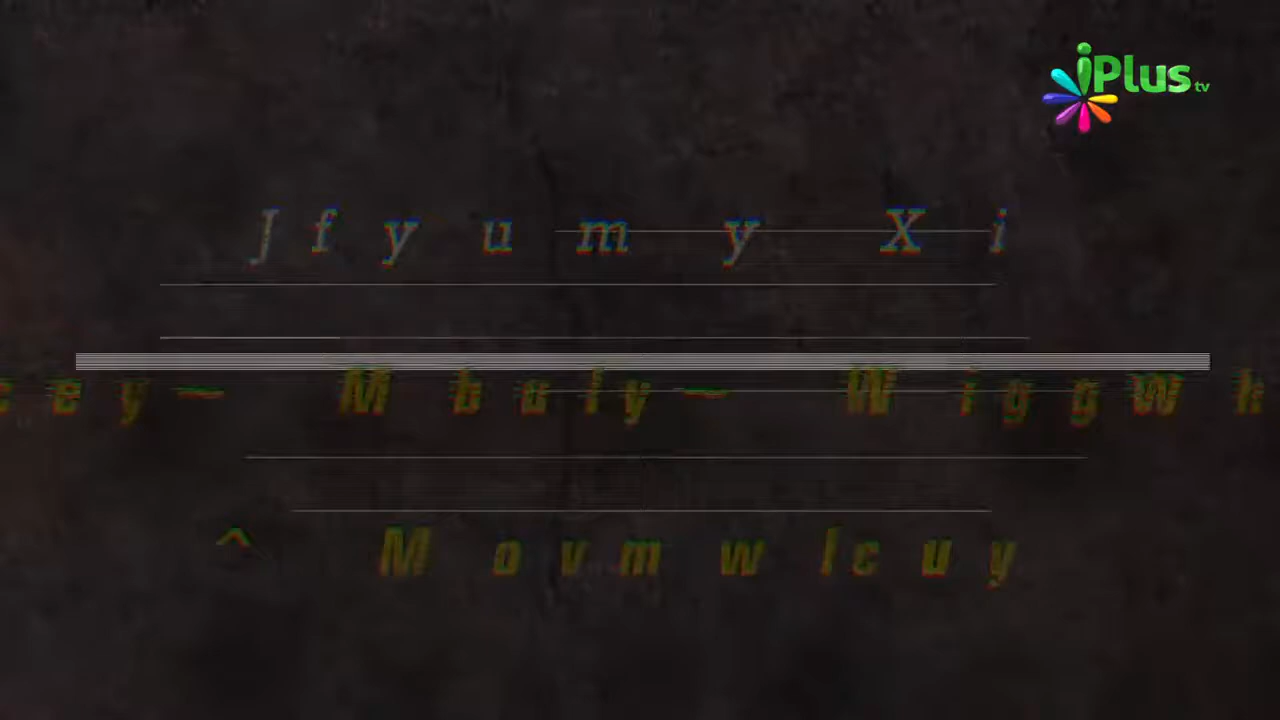 iPlus tv
J f y u m y X i
e y – M b u l y – W i g g W h
^ M o v m w l c u y